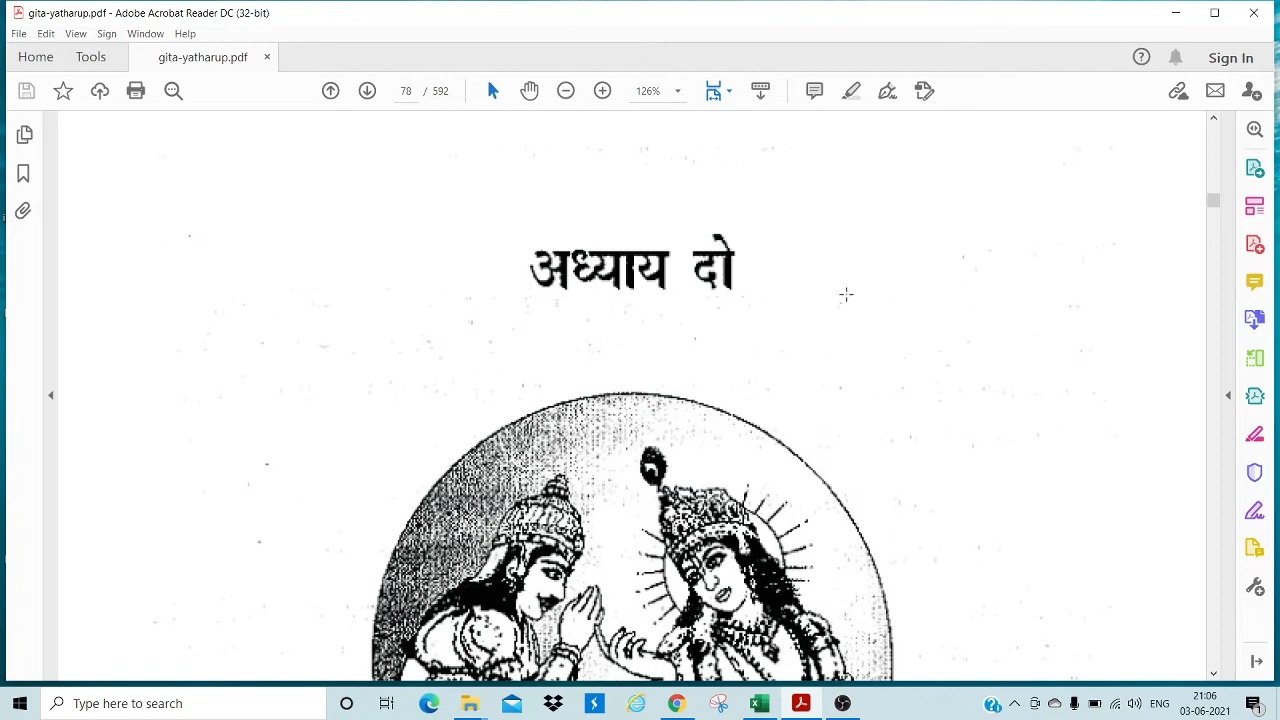 gita-yatharup.pdf - Adobe Acrobat Reader DC (32-bit)
File Edit View Sign Window Help
Home Tools gita-yatharup.pdf Sign In
78 / 592 126%
अध्याय दो
Type here to search
ENG
21:06
03-06-2021